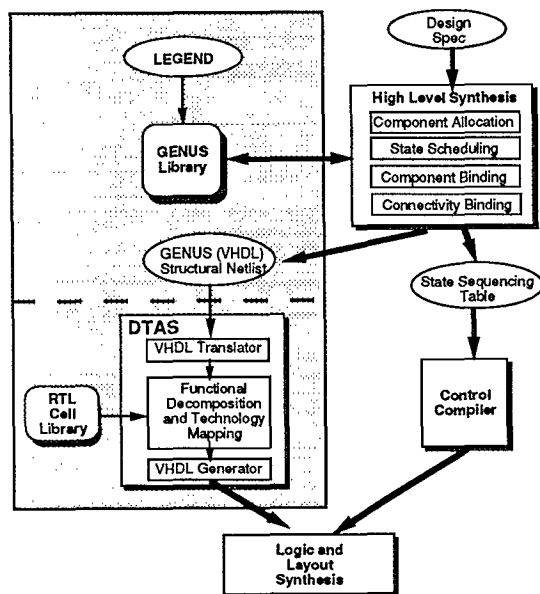 LEGEND
GENUS
Library
Design
Spec
High Level Synthesis
Component Allocation
State Scheduling
Component Binding
Connectivity Binding
GENUS (VHDL)
Structural Netlist
State Sequencing
Table
DTAS
VHDL Translator
Functional
Decomposition
and Technology
Mapping
VHDL Generator
RTL
Cell
Library
Control
Compiler
Logic and
Layout
Synthesis